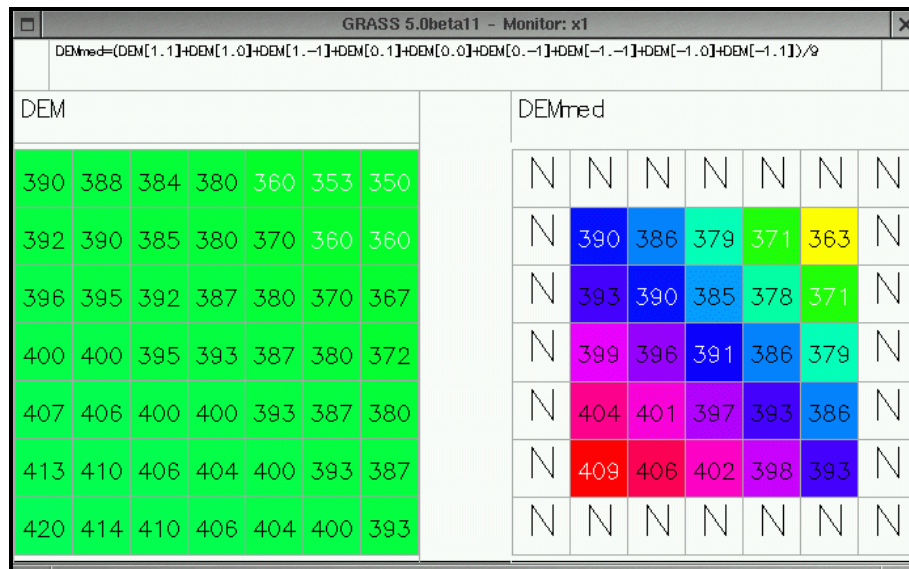 GRASS 5.0beta11 - Monitor: x1
DEMmed=(DEM[1.1]+DEM[1.0]+DEM[1.-1]+DEM[0.1]+DEM[0.0]+DEM[0.-1]+DEM[-1.-1]+DEM[-1.0]+DEM[-1.1])/9
DEM DEMmed
390 388 384 380 360 353 350 N N N N N N N
392 390 385 380 370 360 360 N 390 386 379 371 363 N
396 395 392 387 380 370 367 N 393 390 385 378 371 N
400 400 395 393 387 380 372 N 399 396 391 386 379 N
407 406 400 400 393 387 380 N 404 401 397 393 386 N
413 410 406 404 400 393 387 N 409 406 402 398 393 N
420 414 410 406 404 400 393 N N N N N N N